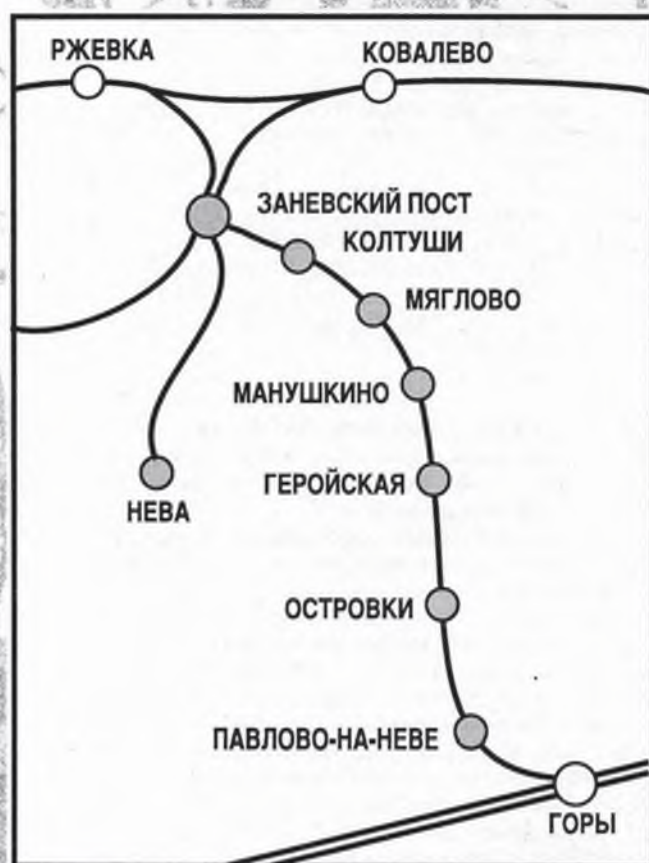 РЖЕВКА
КОВАЛЕВО
ЗАНЕВСКИЙ ПОСТ
КОЛТУШИ
МЯГЛОВО
МАНУШКИНО
ГЕРОЙСКАЯ
НЕВА
ОСТРОВКИ
ПАВЛОВО-НА-НЕВЕ
ГОРЫ